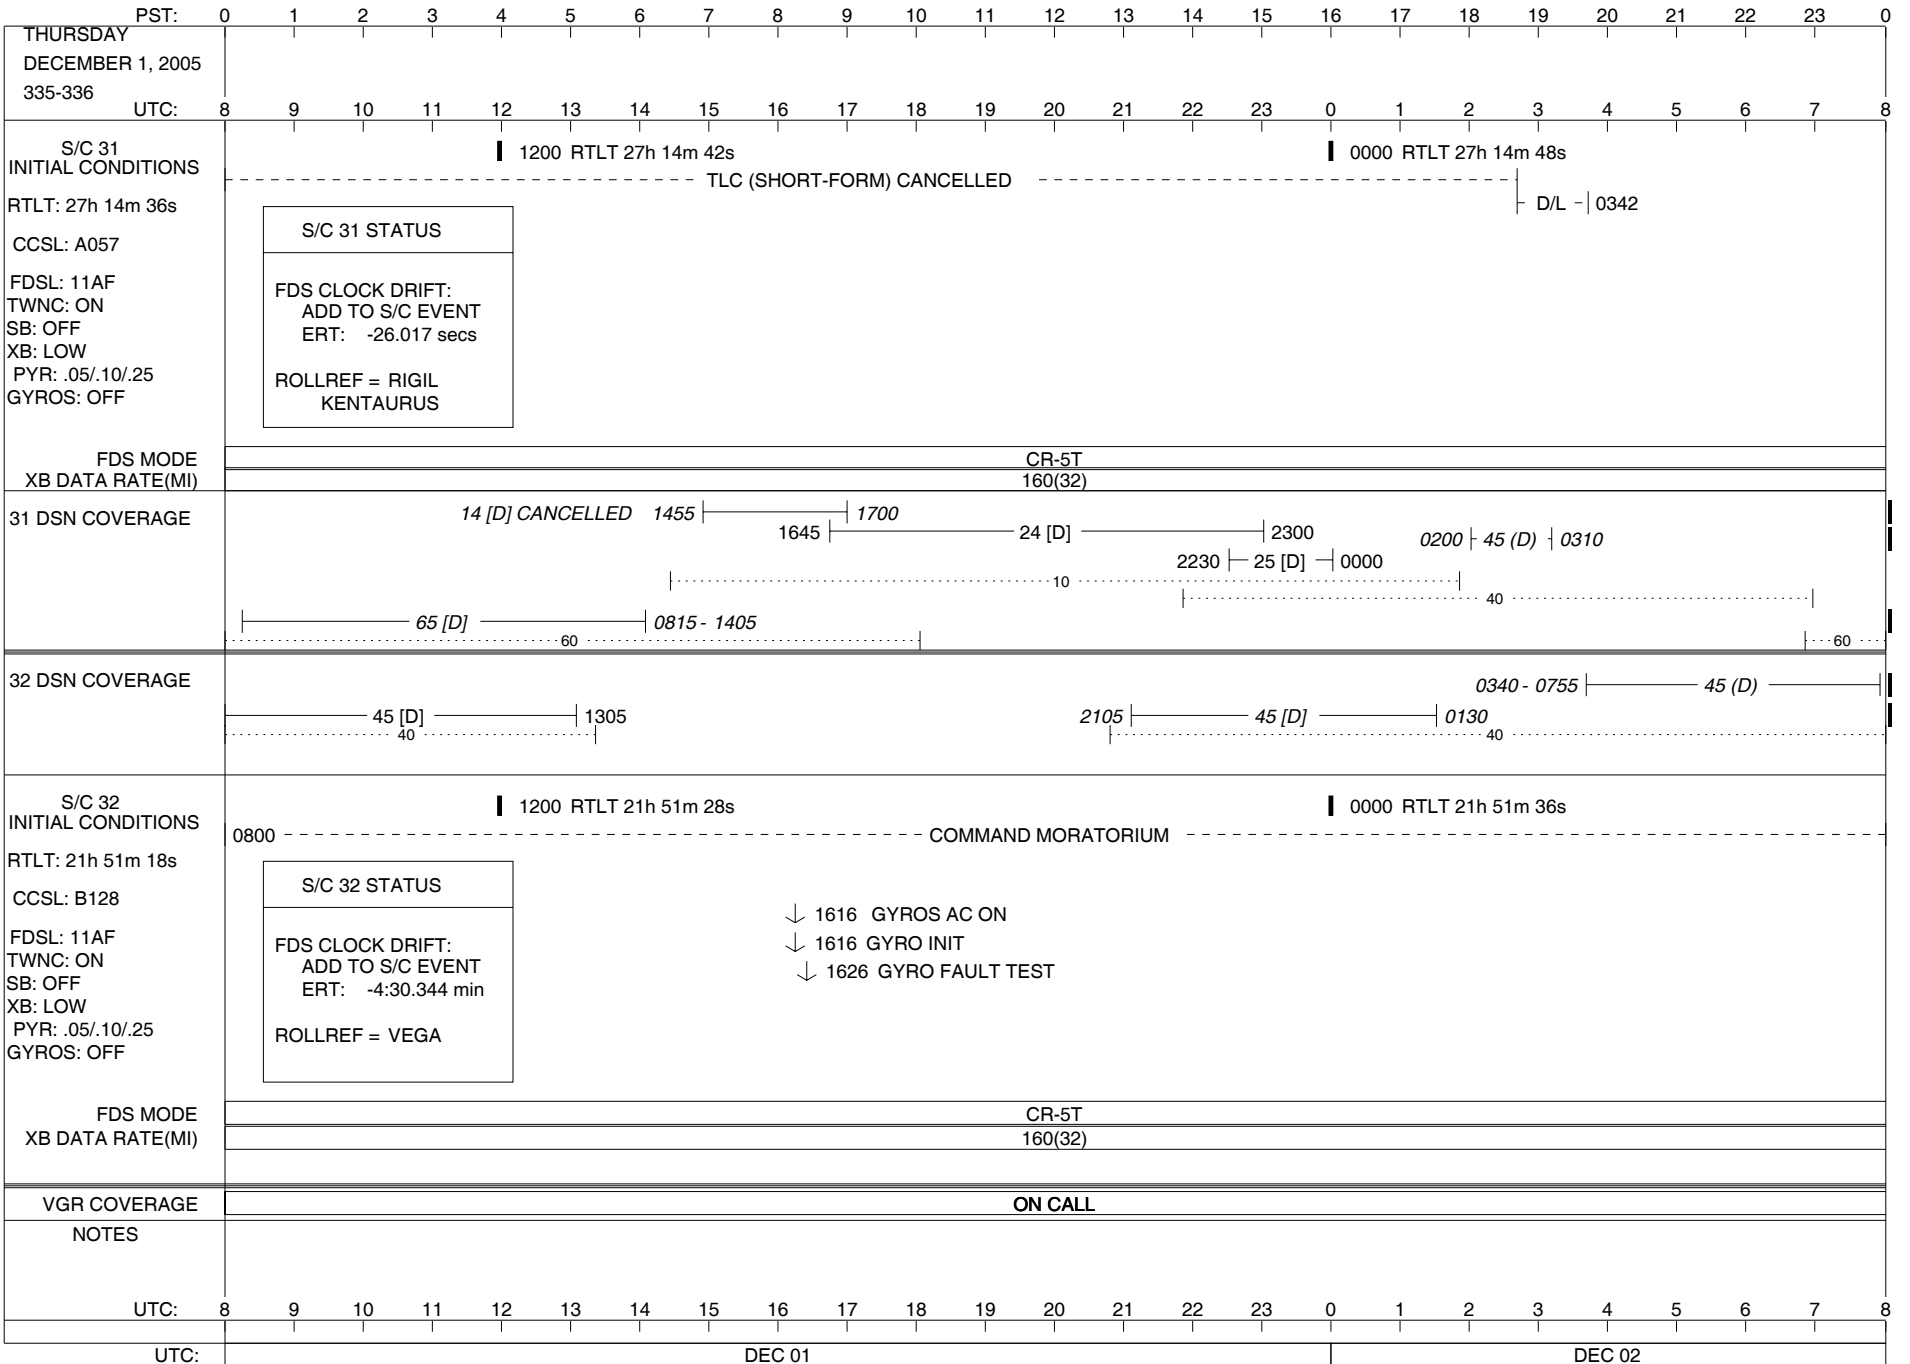 PST: 0 1 2 3 4 5 6 7 8 9 10 11 12 13 14 15 16 17 18 19 20 21 22 23 0
THURSDAY
DECEMBER 1, 2005
335-336
UTC: 8 9 10 11 12 13 14 15 16 17 18 19 20 21 22 23 0 1 2 3 4 5 6 7 8
S/C 31
INITIAL CONDITIONS
RTLT: 27h 14m 36s
CCSL: A057
FDSL: 11AF
TWNC: ON
SB: OFF
XB: LOW
PYR: .05/.10/.25
GYROS: OFF
1200 RTLT 27h 14m 42s
0000 RTLT 27h 14m 48s
TLC (SHORT-FORM) CANCELLED
D/L 0342
S/C 31 STATUS
FDS CLOCK DRIFT:
ADD TO S/C EVENT
ERT: -26.017 secs
ROLLREF = RIGIL
KENTAURUS
FDS MODE CR-5T
XB DATA RATE(MI) 160(32)
31 DSN COVERAGE
14 [D] CANCELLED 1455 1700
1645 24 [D] 2300
0200 45 (D) 0310
2230 25 [D] 0000
10
40
65 [D] 0815 - 1405
60 60
32 DSN COVERAGE
0340 - 0755 45 (D)
45 [D] 1305 2105 45 [D] 0130
40 40
S/C 32
INITIAL CONDITIONS
RTLT: 21h 51m 18s
CCSL: B128
FDSL: 11AF
TWNC: ON
SB: OFF
XB: LOW
PYR: .05/.10/.25
GYROS: OFF
1200 RTLT 21h 51m 28s
0000 RTLT 21h 51m 36s
0800 COMMAND MORATORIUM
S/C 32 STATUS
FDS CLOCK DRIFT:
ADD TO S/C EVENT
ERT: -4:30.344 min
ROLLREF = VEGA
1616 GYROS AC ON
1616 GYRO INIT
1626 GYRO FAULT TEST
FDS MODE CR-5T
XB DATA RATE(MI) 160(32)
VGR COVERAGE ON CALL
NOTES
UTC: 8 9 10 11 12 13 14 15 16 17 18 19 20 21 22 23 0 1 2 3 4 5 6 7 8
UTC: DEC 01 DEC 02